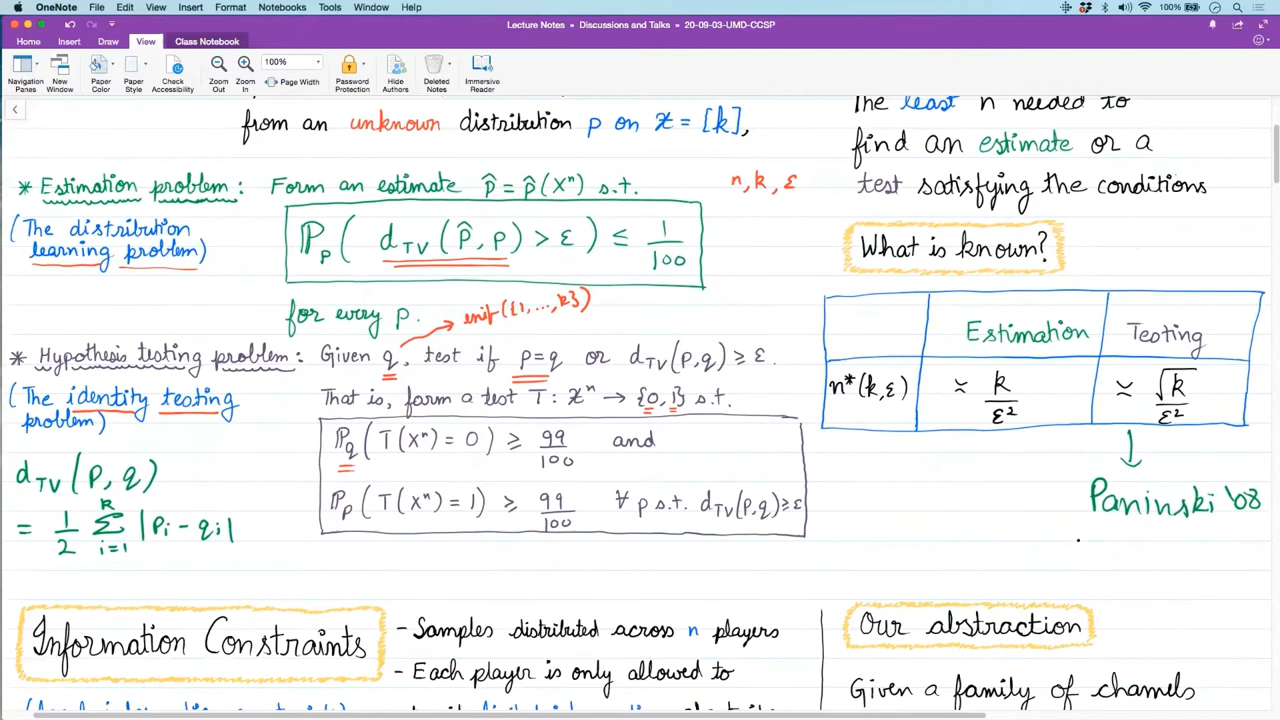 OneNote File Edit View Insert Format Notebooks Tools Window Help 100%
Lecture Notes » Discussions and Talks » 20-09-03-UMD-CCSP
Home Insert Draw View Class Notebook
Navigation Panes
New Window
Paper Color
Paper Style
Check Accessibility
Zoom Out
Zoom In
100%
Page Width
Password Protection
Hide Authors
Deleted Notes
Immersive Reader
from an unknown distribution p on 𝒳 = [k],
* Estimation problem: Form an estimate p̂ = p̂(Xⁿ) s.t.
n, k, ε
(The distribution learning problem)
ℙ_p ( d_TV (p̂, p) > ε ) ≤ 1/100
for every p.
→ unif({1,...,k})
* Hypothesis testing problem: Given q, test if p = q or d_TV(p,q) ≥ ε.
(The identity testing problem)
That is, form a test T: 𝒳ⁿ → {0,1} s.t.
ℙ_q ( T(Xⁿ) = 0 ) ≥ 99/100 and
ℙ_p ( T(Xⁿ) = 1 ) ≥ 99/100 ∀ p s.t. d_TV(p,q) ≥ ε
d_TV (p, q)
= 1/2 Σ_{i=1}^{k} |p_i - q_i|
The least n needed to
find an estimate or a
test satisfying the conditions
What is known?
Estimation Testing
n*(k,ε) ≍ k/ε² ≍ √k/ε²
Paninski '08
Information Constraints
- Samples distributed across n players
- Each player is only allowed to
Our abstraction
Given a family of channels